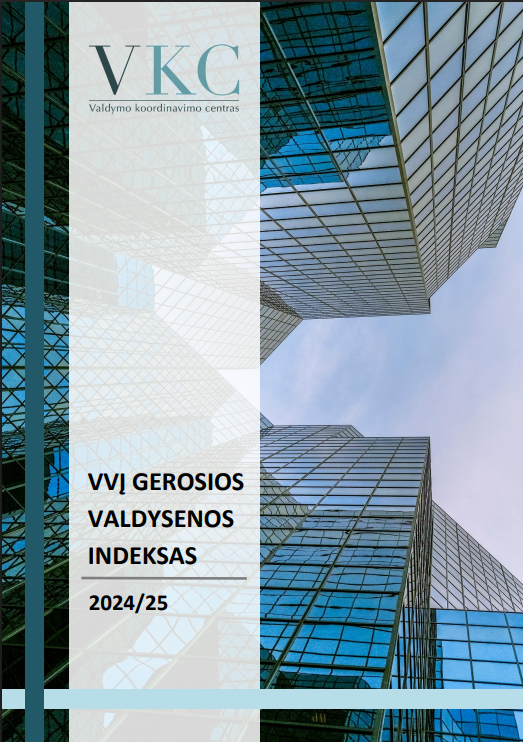 VKC
Valdymo koordinavimo centras
VVĮ GEROSIOS
VALDYSENOS
INDEKSAS
2024/25